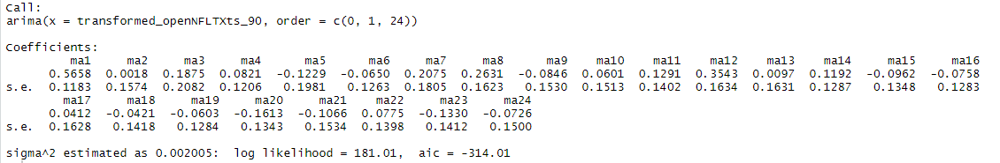 Call:
arima(x = transformed_openNFLTXts_90, order = c(0, 1, 24))
Coefficients:
ma1 ma2 ma3 ma4 ma5 ma6 ma7 ma8 ma9 ma10 ma11 ma12 ma13 ma14 ma15 ma16
0.5658 0.0018 0.1875 0.0821 -0.1229 -0.0650 0.2075 0.2631 -0.0846 0.0601 0.1291 0.3543 0.0097 0.1192 -0.0962 -0.0758
s.e. 0.1183 0.1574 0.2082 0.1206 0.1981 0.1263 0.1805 0.1623 0.1530 0.1513 0.1402 0.1634 0.1631 0.1287 0.1348 0.1283
ma17 ma18 ma19 ma20 ma21 ma22 ma23 ma24
0.0412 -0.0421 -0.0603 -0.1613 -0.1066 0.0775 -0.1330 -0.0726
s.e. 0.1628 0.1418 0.1284 0.1343 0.1534 0.1398 0.1412 0.1500
sigma^2 estimated as 0.002005: log likelihood = 181.01, aic = -314.01